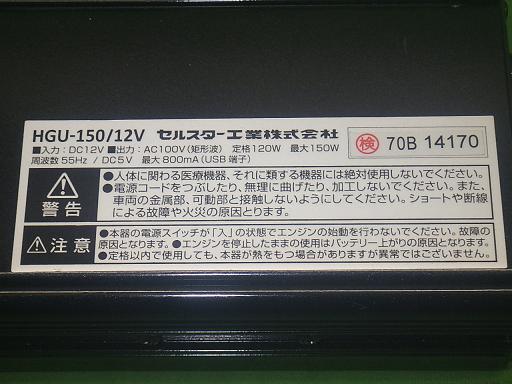 HGU-150/12V セルスター工業株式会社
検 70B 14170
■入力：DC12V ■出力：AC100V(矩形波) 定格120W 最大150W
周波数 55Hz / DC5V 最大 800mA(USB 端子)
警告
●人体に関わる医療機器、それに類する機器には絶対使用しないでください。
●電源コードをつぶしたり、無理に曲げたり、加工しないでください。また、
車両の金属部、可動部と接触しないようにしてください。ショートや断線
による故障や火災の原因となります。
注意
●本器の電源スイッチが「入」の状態でエンジンの始動を行わないでください。故障の
原因となります。●エンジンを停止したままの使用はバッテリー上がりの原因となります。
●定格以内で使用しても、本器が熱をもつ場合がありますが異常ではございません。